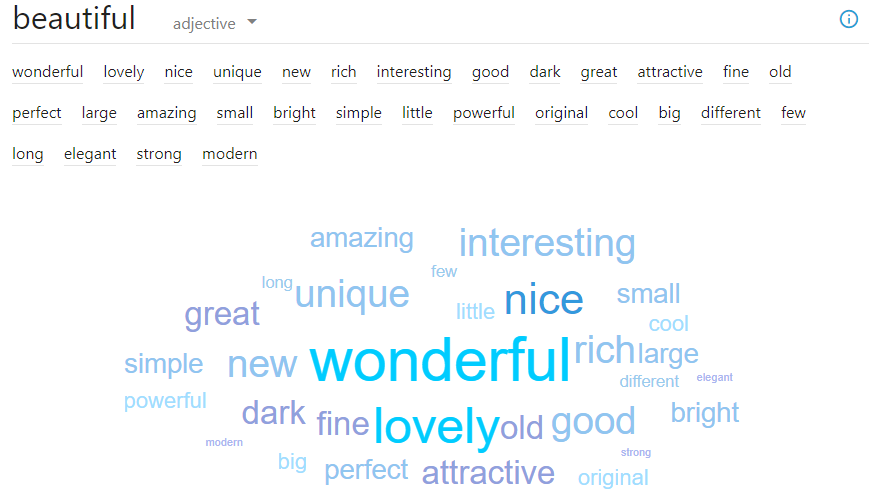 beautiful adjective
wonderful lovely nice unique new rich interesting good dark great attractive fine old
perfect large amazing small bright simple little powerful original cool big different few
long elegant strong modern
amazing interesting
few
long unique nice small
great little cool
wonderful rich large
simple new different elegant
powerful dark fine lovely old good bright
modern strong
big perfect attractive original